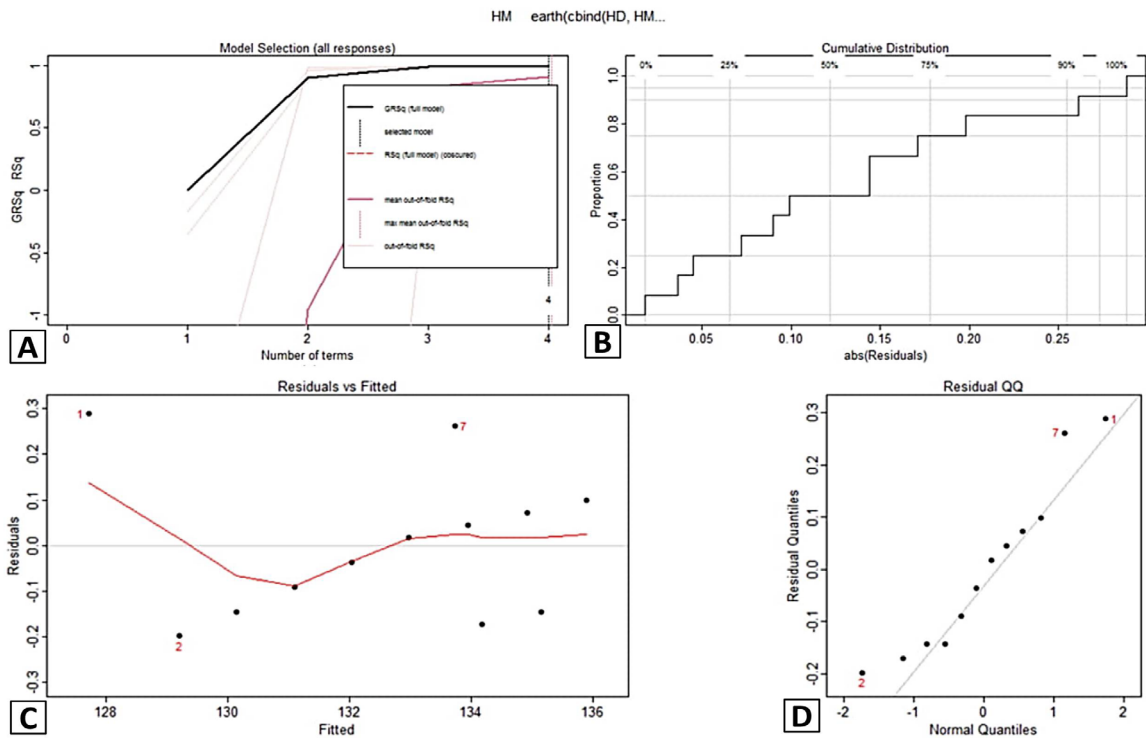 HM earth(cbind(HD, HM...
Model Selection (all responses)
GRSq RSq
1
0.5
0
-0.5
-1
GRSq (full model)
selected model
RSq (full model) (obscured)
mean out-of-fold RSq
max mean out-of-fold RSq
out-of-fold RSq
4
0 1 2 3 4
Number of terms
A
Cumulative Distribution
0% 25% 50% 75% 90% 100%
Proportion
1.0
0.8
0.6
0.4
0.2
0.0
0.05 0.10 0.15 0.20 0.25
abs(Residuals)
B
Residuals vs Fitted
Residuals
0.3
0.2
0.1
0.0
-0.1
-0.2
-0.3
1
7
2
128 130 132 134 136
Fitted
C
Residual QQ
Residual Quantiles
0.3
0.2
0.1
0.0
-0.1
-0.2
7
1
2
-2 -1 0 1 2
Normal Quantiles
D